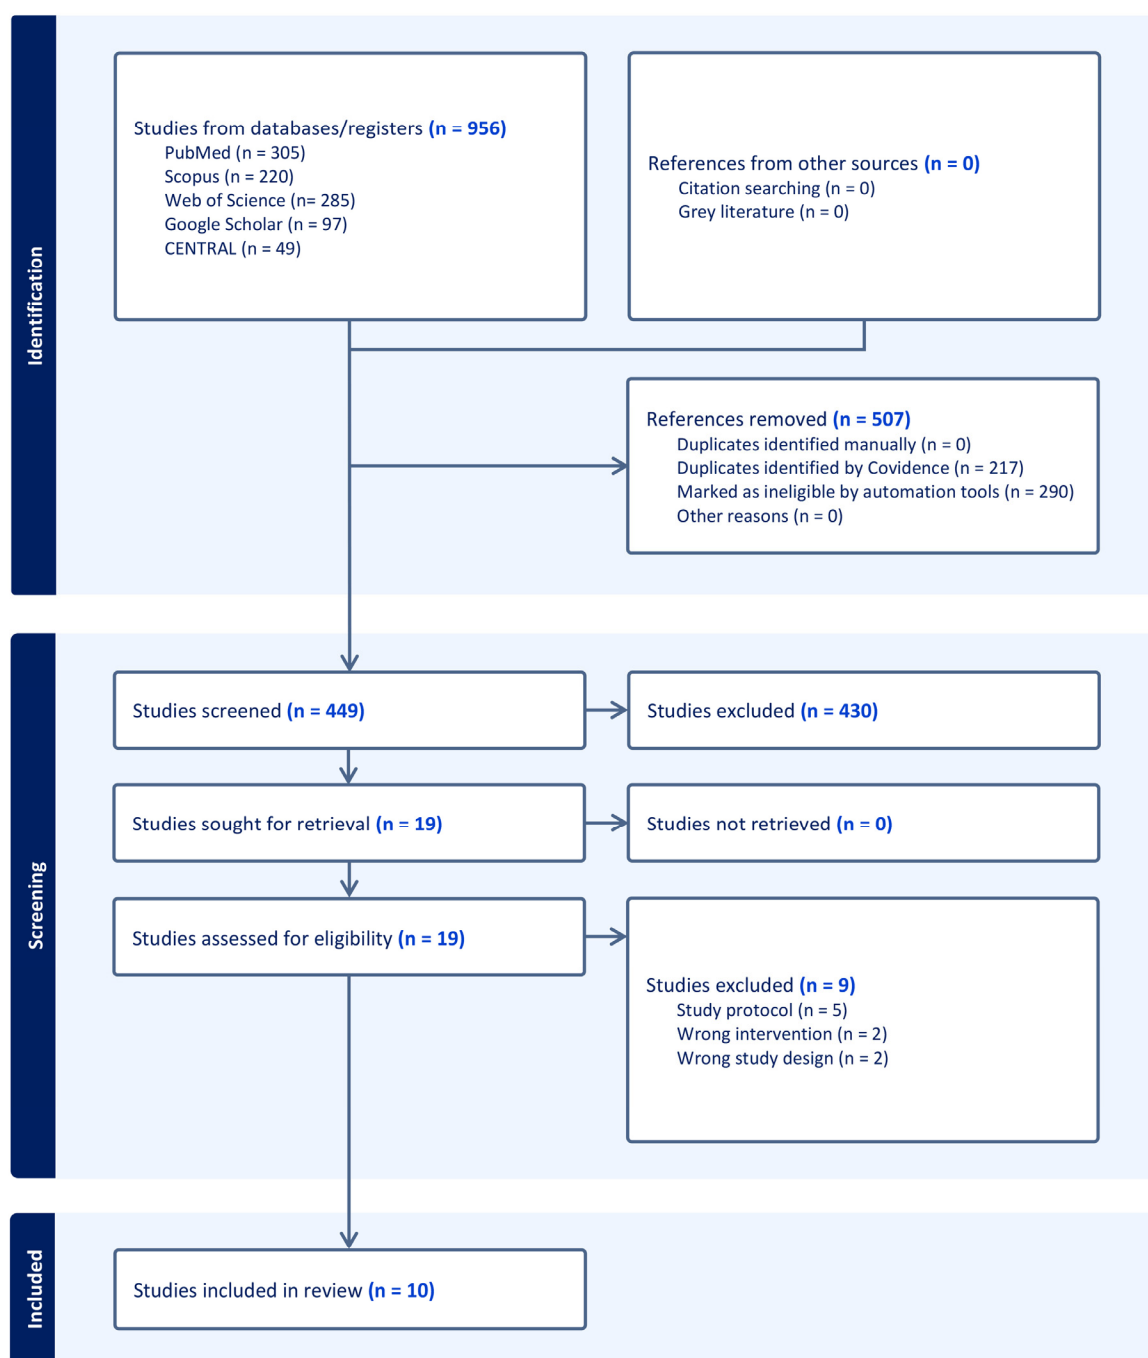 Identification
Studies from databases/registers (n = 956)
PubMed (n = 305)
Scopus (n = 220)
Web of Science (n= 285)
Google Scholar (n = 97)
CENTRAL (n = 49)
References from other sources (n = 0)
Citation searching (n = 0)
Grey literature (n = 0)
References removed (n = 507)
Duplicates identified manually (n = 0)
Duplicates identified by Covidence (n = 217)
Marked as ineligible by automation tools (n = 290)
Other reasons (n = 0)
Screening
Studies screened (n = 449)
Studies excluded (n = 430)
Studies sought for retrieval (n = 19)
Studies not retrieved (n = 0)
Studies assessed for eligibility (n = 19)
Studies excluded (n = 9)
Study protocol (n = 5)
Wrong intervention (n = 2)
Wrong study design (n = 2)
Included
Studies included in review (n = 10)